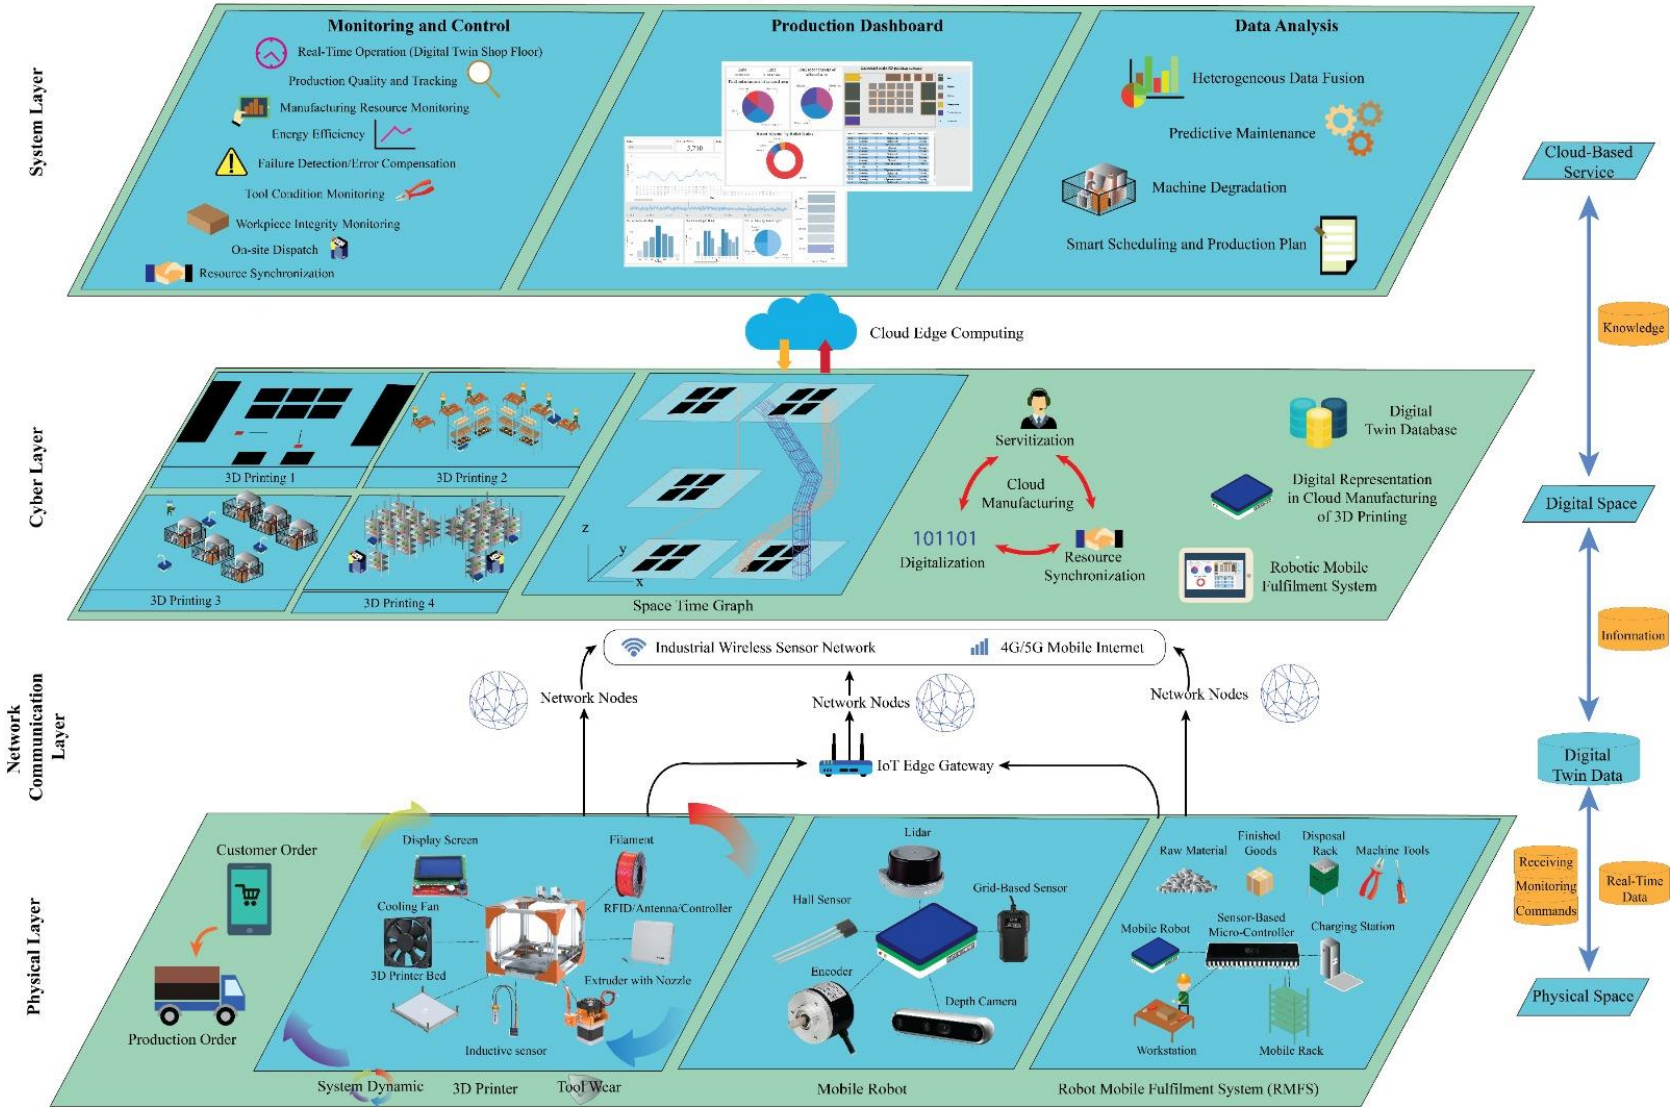 System Layer
Monitoring and Control
Real-Time Operation (Digital Twin Shop Floor)
Production Quality and Tracking
Manufacturing Resource Monitoring
Energy Efficiency
Failure Detection/Error Compensation
Tool Condition Monitoring
Workpiece Integrity Monitoring
On-site Dispatch
Resource Synchronization
Production Dashboard
5,710
Data Analysis
Heterogeneous Data Fusion
Predictive Maintenance
Machine Degradation
Smart Scheduling and Production Plan
Cloud-Based
Service
Knowledge
Cloud Edge Computing
Cyber Layer
3D Printing 1
3D Printing 2
3D Printing 3
3D Printing 4
z
y
x
Space Time Graph
Servitization
Cloud
Manufacturing
101101
Digitalization
Resource
Synchronization
Digital
Twin Database
Digital Representation
in Cloud Manufacturing
of 3D Printing
Robotic Mobile
Fulfilment System
Digital Space
Information
Network
Communication
Layer
Industrial Wireless Sensor Network
4G/5G Mobile Internet
Network Nodes
Network Nodes
Network Nodes
IoT Edge Gateway
Digital
Twin Data
Receiving
Monitoring
Commands
Real-Time
Data
Physical Space
Physical Layer
Customer Order
Production Order
Display Screen
Filament
Cooling Fan
RFID/Antenna/Controller
3D Printer Bed
Extruder with Nozzle
Inductive sensor
System Dynamic
3D Printer
Tool Wear
Lidar
Hall Sensor
Grid-Based Sensor
Encoder
Depth Camera
Mobile Robot
Raw Material
Finished
Goods
Disposal
Rack
Machine Tools
Mobile Robot
Sensor-Based
Micro-Controller
Charging Station
Workstation
Mobile Rack
Robot Mobile Fulfilment System (RMFS)